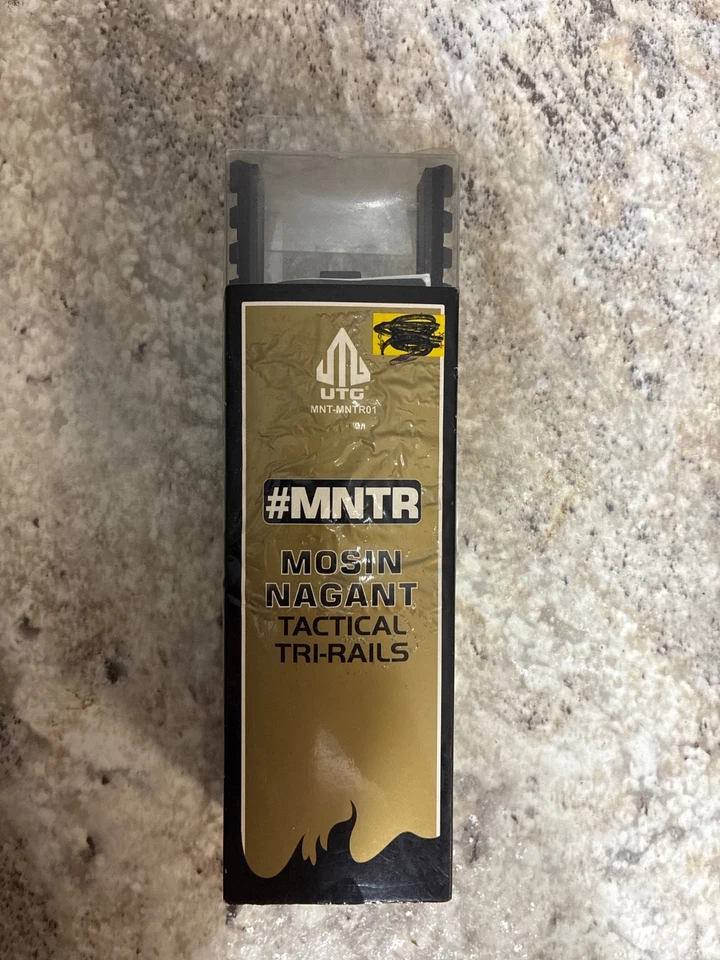 UTG
MNT-MNTR01
#MNTR
MOSIN
NAGANT
TACTICAL
TRI-RAILS